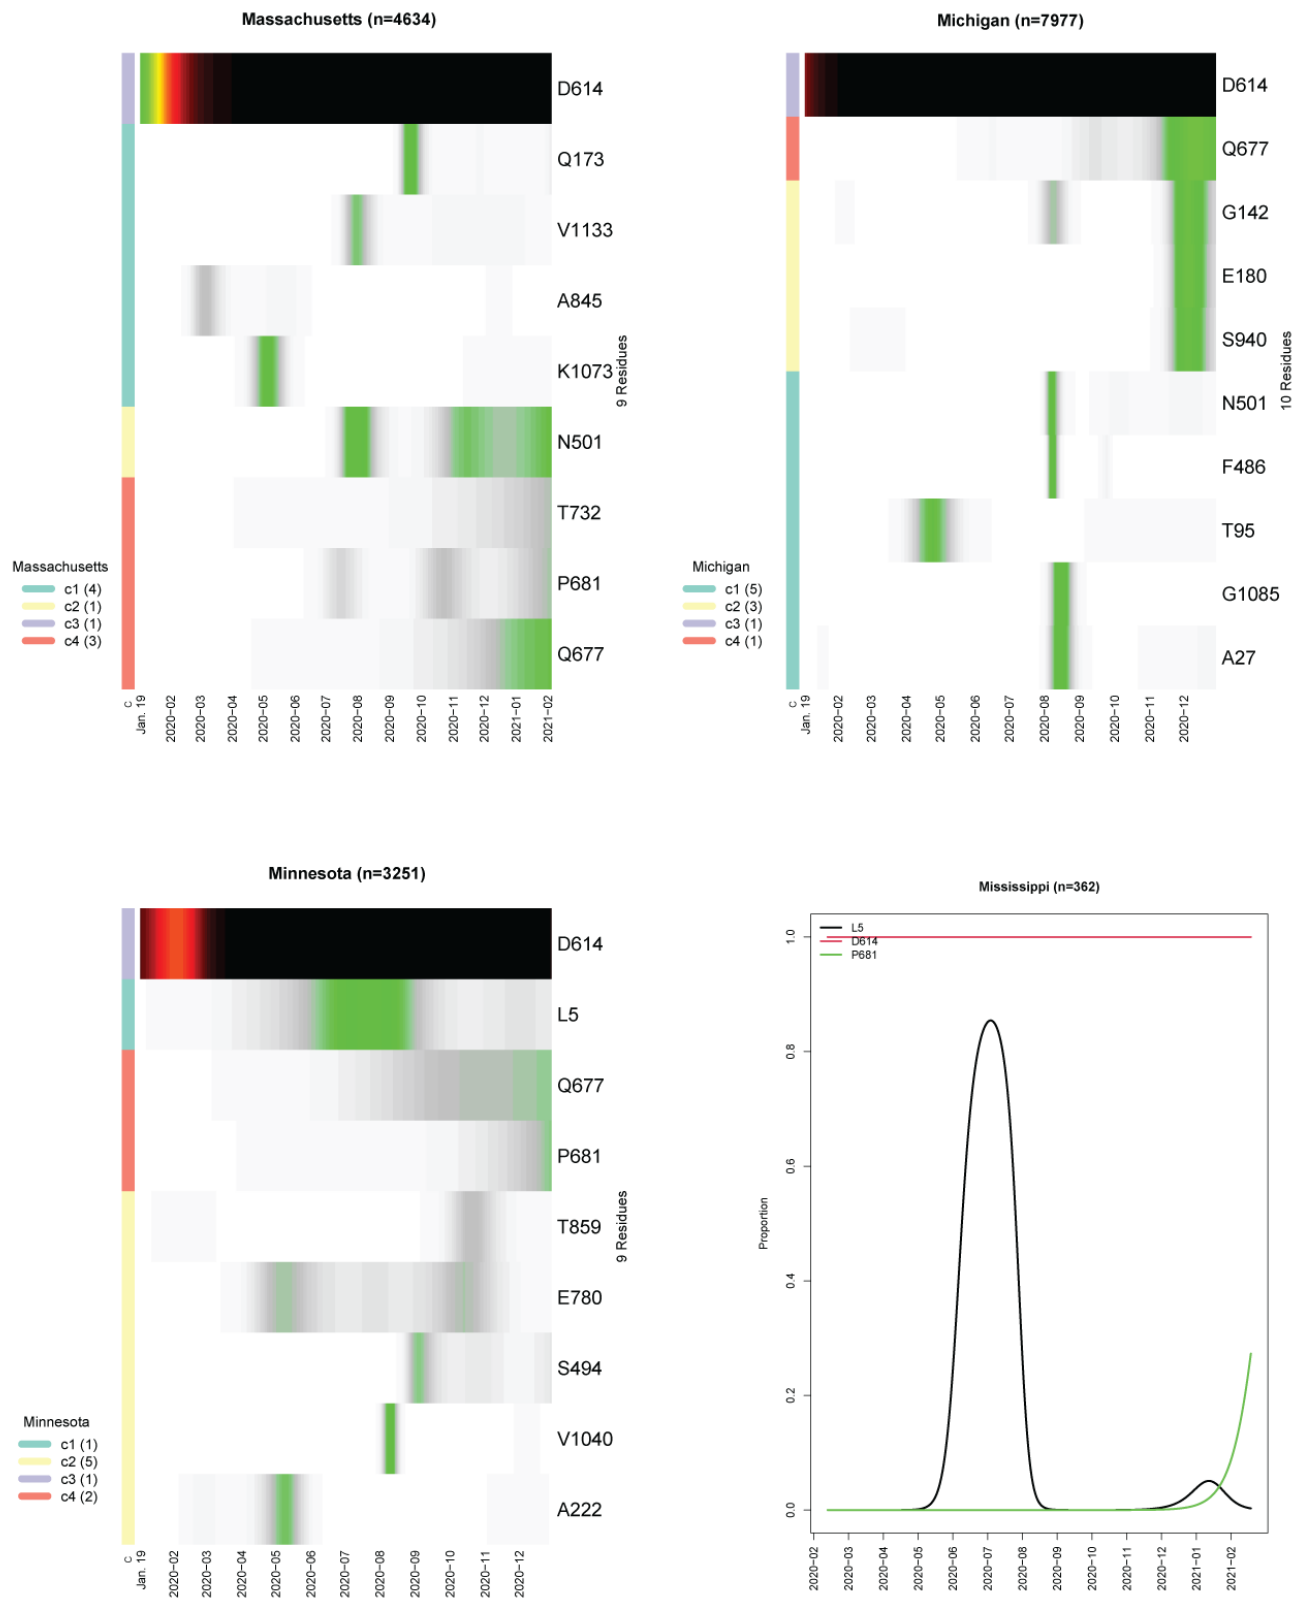 Massachusetts (n=4634)
D614
Q173
V1133
A845
K1073
N501
T732
P681
Q677
9 Residues
Massachusetts
c1 (4)
c2 (1)
c3 (1)
c4 (3)
c
Jan. 19
2020−02
2020−03
2020−04
2020−05
2020−06
2020−07
2020−08
2020−09
2020−10
2020−11
2020−12
2021−01
2021−02
Michigan (n=7977)
D614
Q677
G142
E180
S940
N501
F486
T95
G1085
A27
10 Residues
Michigan
c1 (5)
c2 (3)
c3 (1)
c4 (1)
c
Jan. 19
2020−02
2020−03
2020−04
2020−05
2020−06
2020−07
2020−08
2020−09
2020−10
2020−11
2020−12
Minnesota (n=3251)
D614
L5
Q677
P681
T859
E780
S494
V1040
A222
9 Residues
Minnesota
c1 (1)
c2 (5)
c3 (1)
c4 (2)
c
Jan. 19
2020−02
2020−03
2020−04
2020−05
2020−06
2020−07
2020−08
2020−09
2020−10
2020−11
2020−12
Mississippi (n=362)
L5
D614
P681
Proportion
1.0
0.8
0.6
0.4
0.2
0.0
2020−02
2020−03
2020−04
2020−05
2020−06
2020−07
2020−08
2020−09
2020−10
2020−11
2020−12
2021−01
2021−02